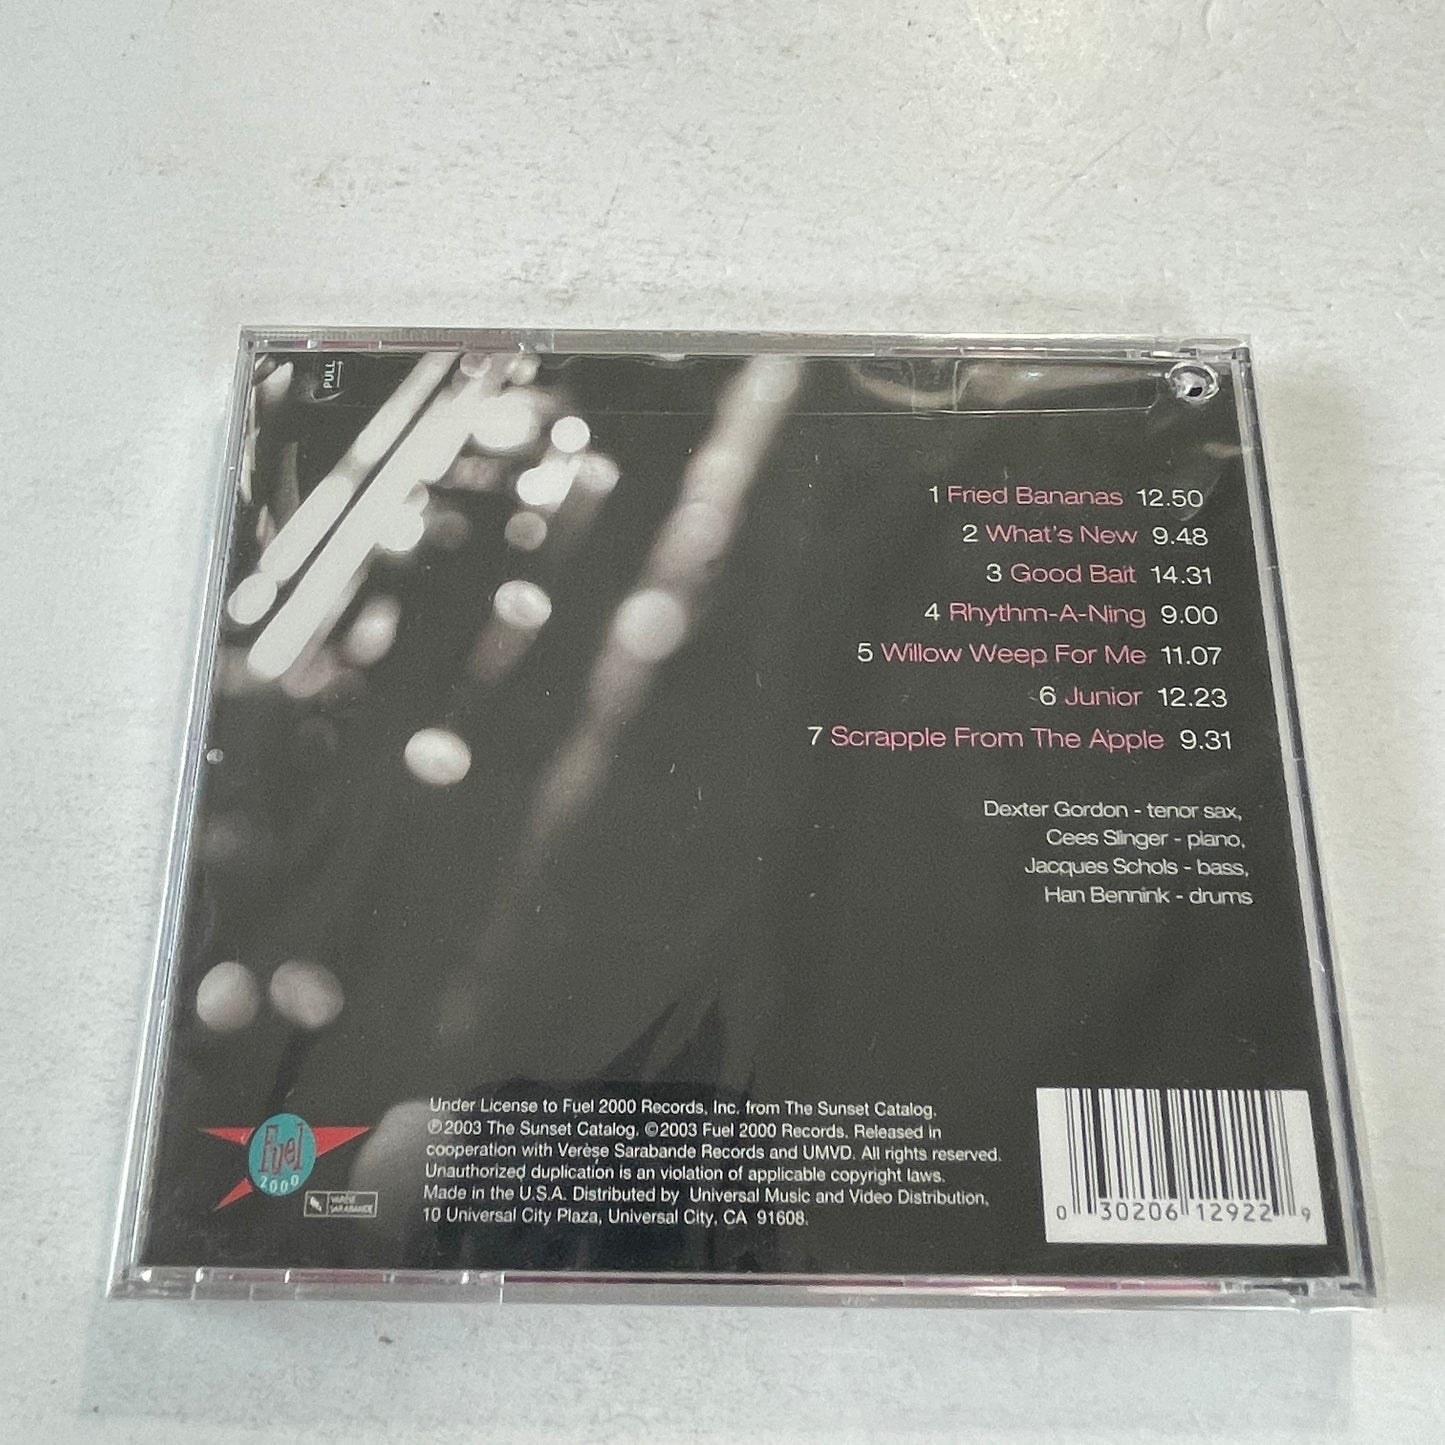 PULL
1 Fried Bananas 12.50
2 What's New 9.48
3 Good Bait 14.31
4 Rhythm-A-Ning 9.00
5 Willow Weep For Me 11.07
6 Junior 12.23
7 Scrapple From The Apple 9.31
Dexter Gordon - tenor sax,
Cees Slinger - piano,
Jacques Schols - bass,
Han Bennink - drums
Under License to Fuel 2000 Records, Inc. from The Sunset Catalog.
℗2003 The Sunset Catalog. ©2003 Fuel 2000 Records. Released in
cooperation with Varèse Sarabande Records and UMVD. All rights reserved.
Unauthorized duplication is an violation of applicable copyright laws.
Made in the U.S.A. Distributed by Universal Music and Video Distribution,
10 Universal City Plaza, Universal City, CA 91608.
Fuel
2000
VARÈSE
SARABANDE
0 30206 12922 9